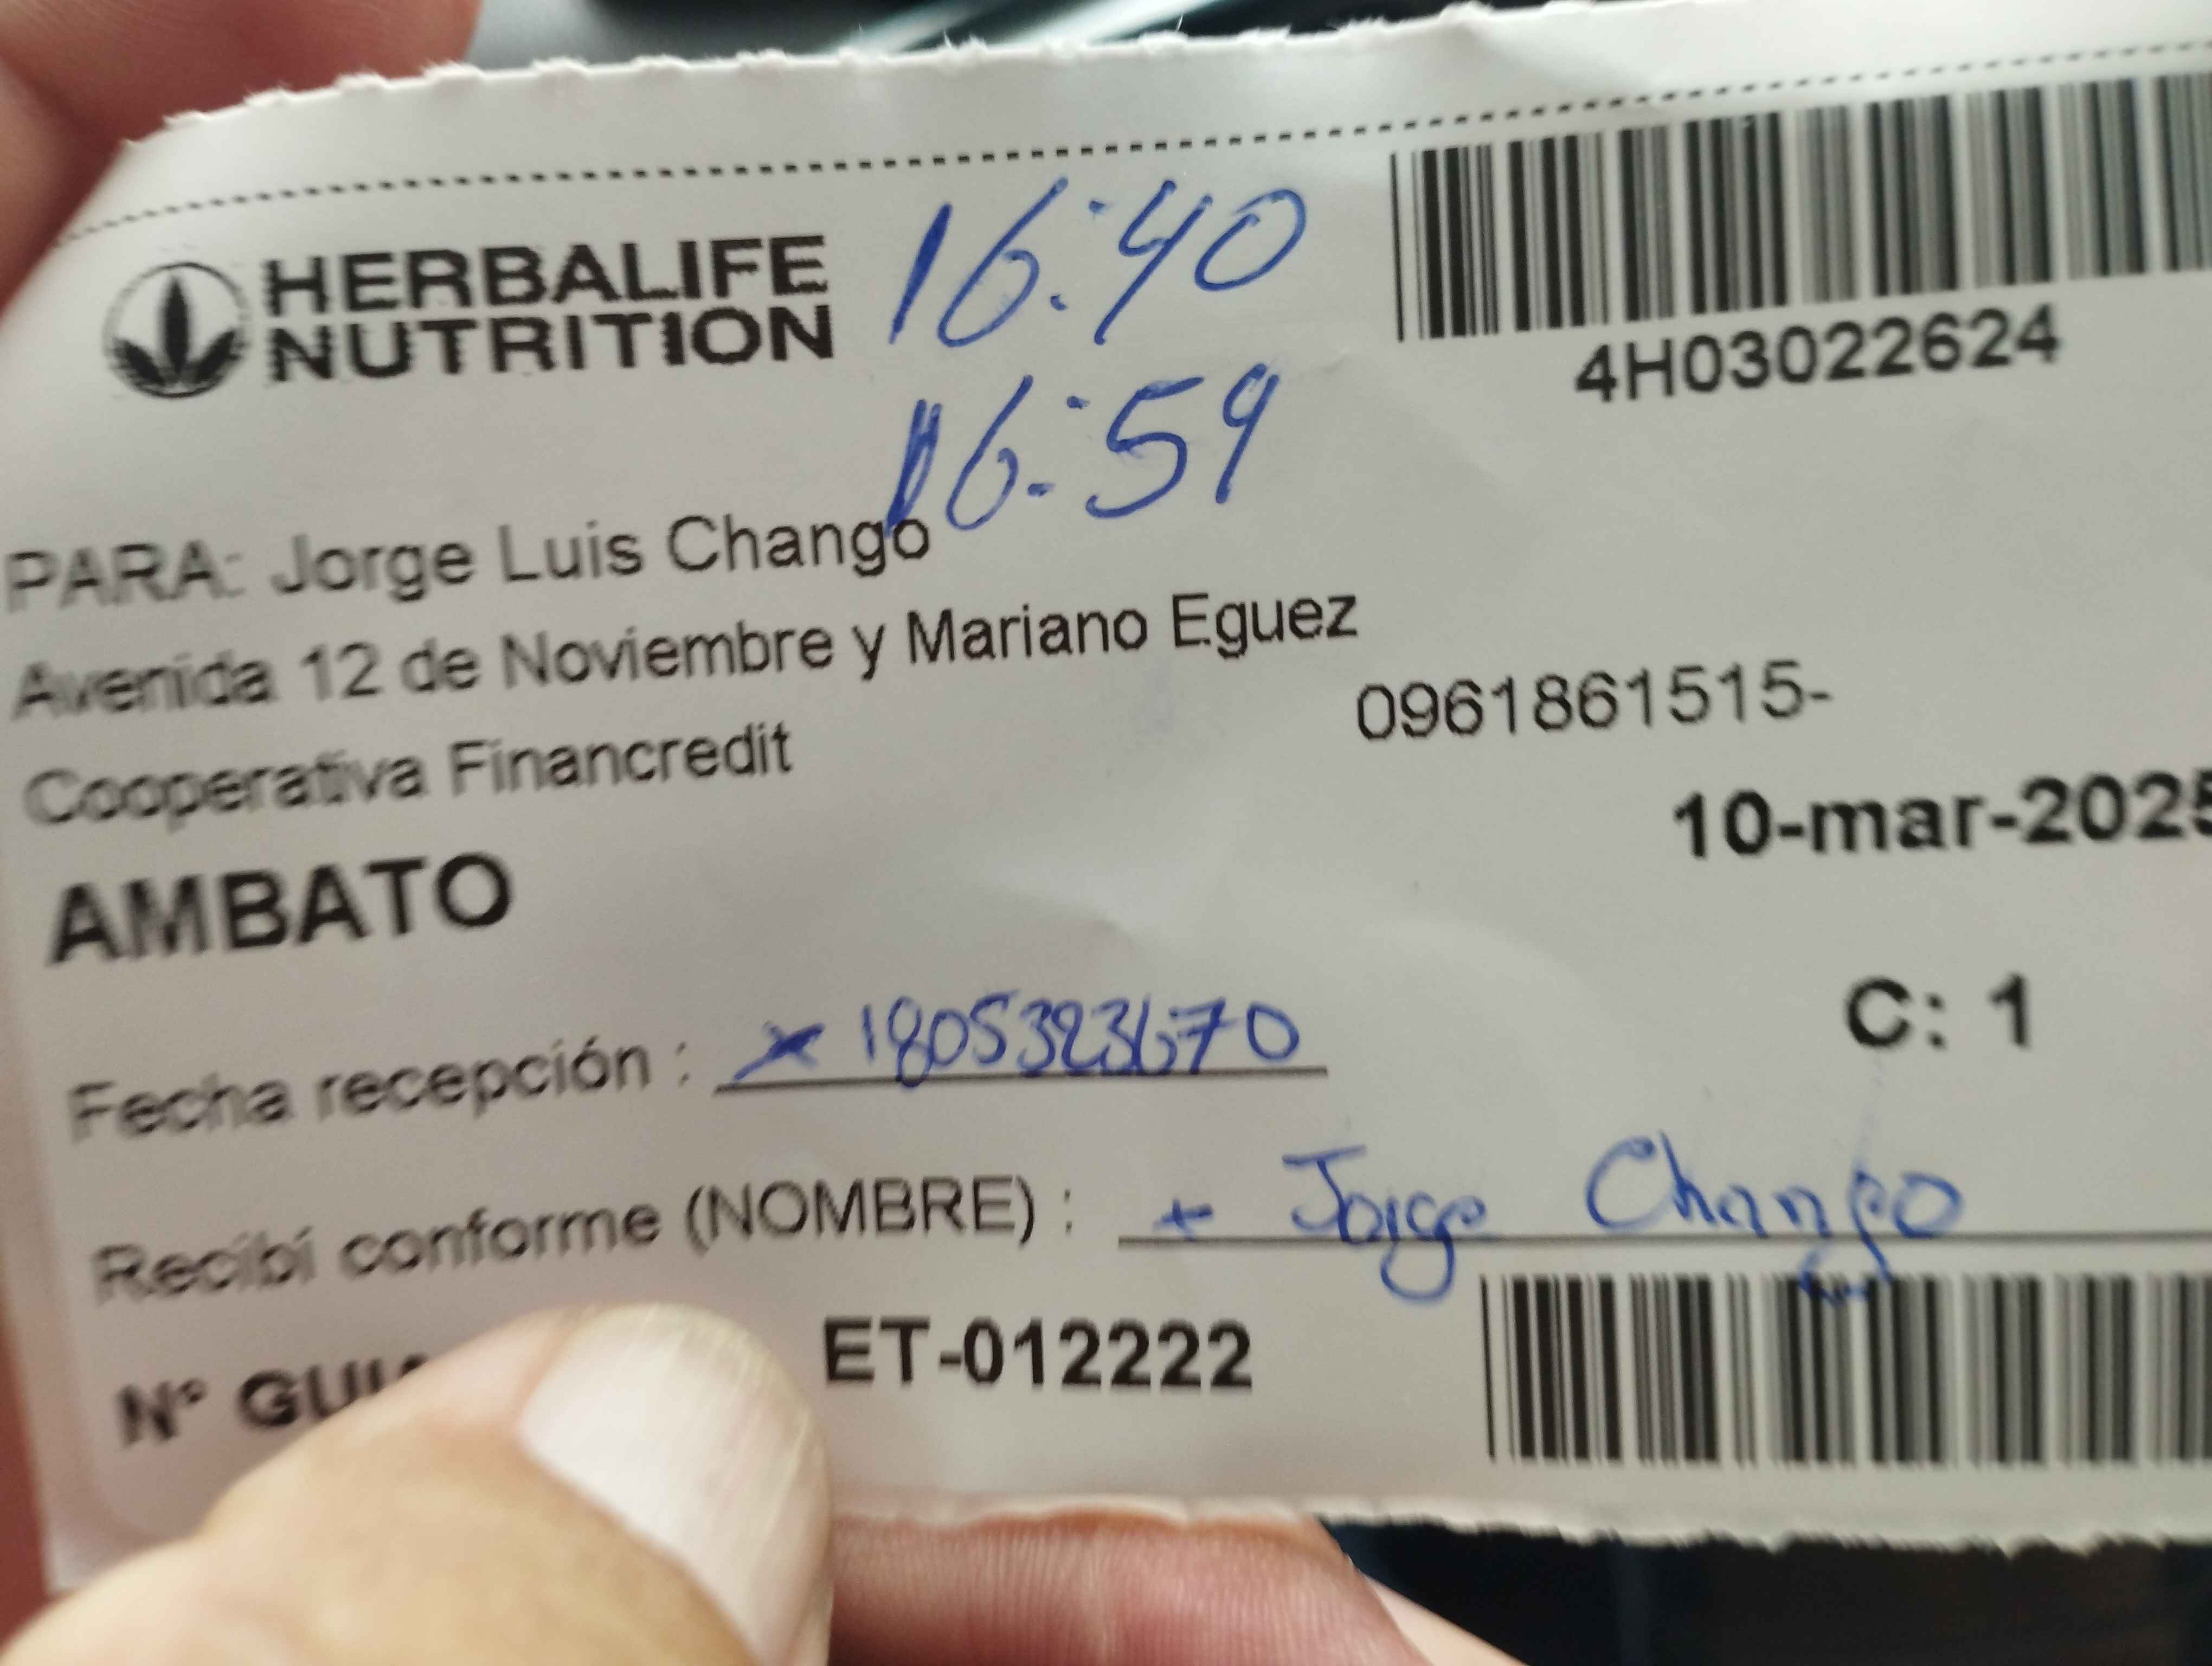 HERBALIFE
NUTRITION
16:40
16:59
4H03022624
PARA: Jorge Luis Chango
Avenida 12 de Noviembre y Mariano Eguez
0961861515-
Cooperativa Financredit
10-mar-2025
AMBATO
C: 1
Fecha recepción : x 1805323670
Recibí conforme (NOMBRE) : + Jorge Chango
N° GUI
ET-012222